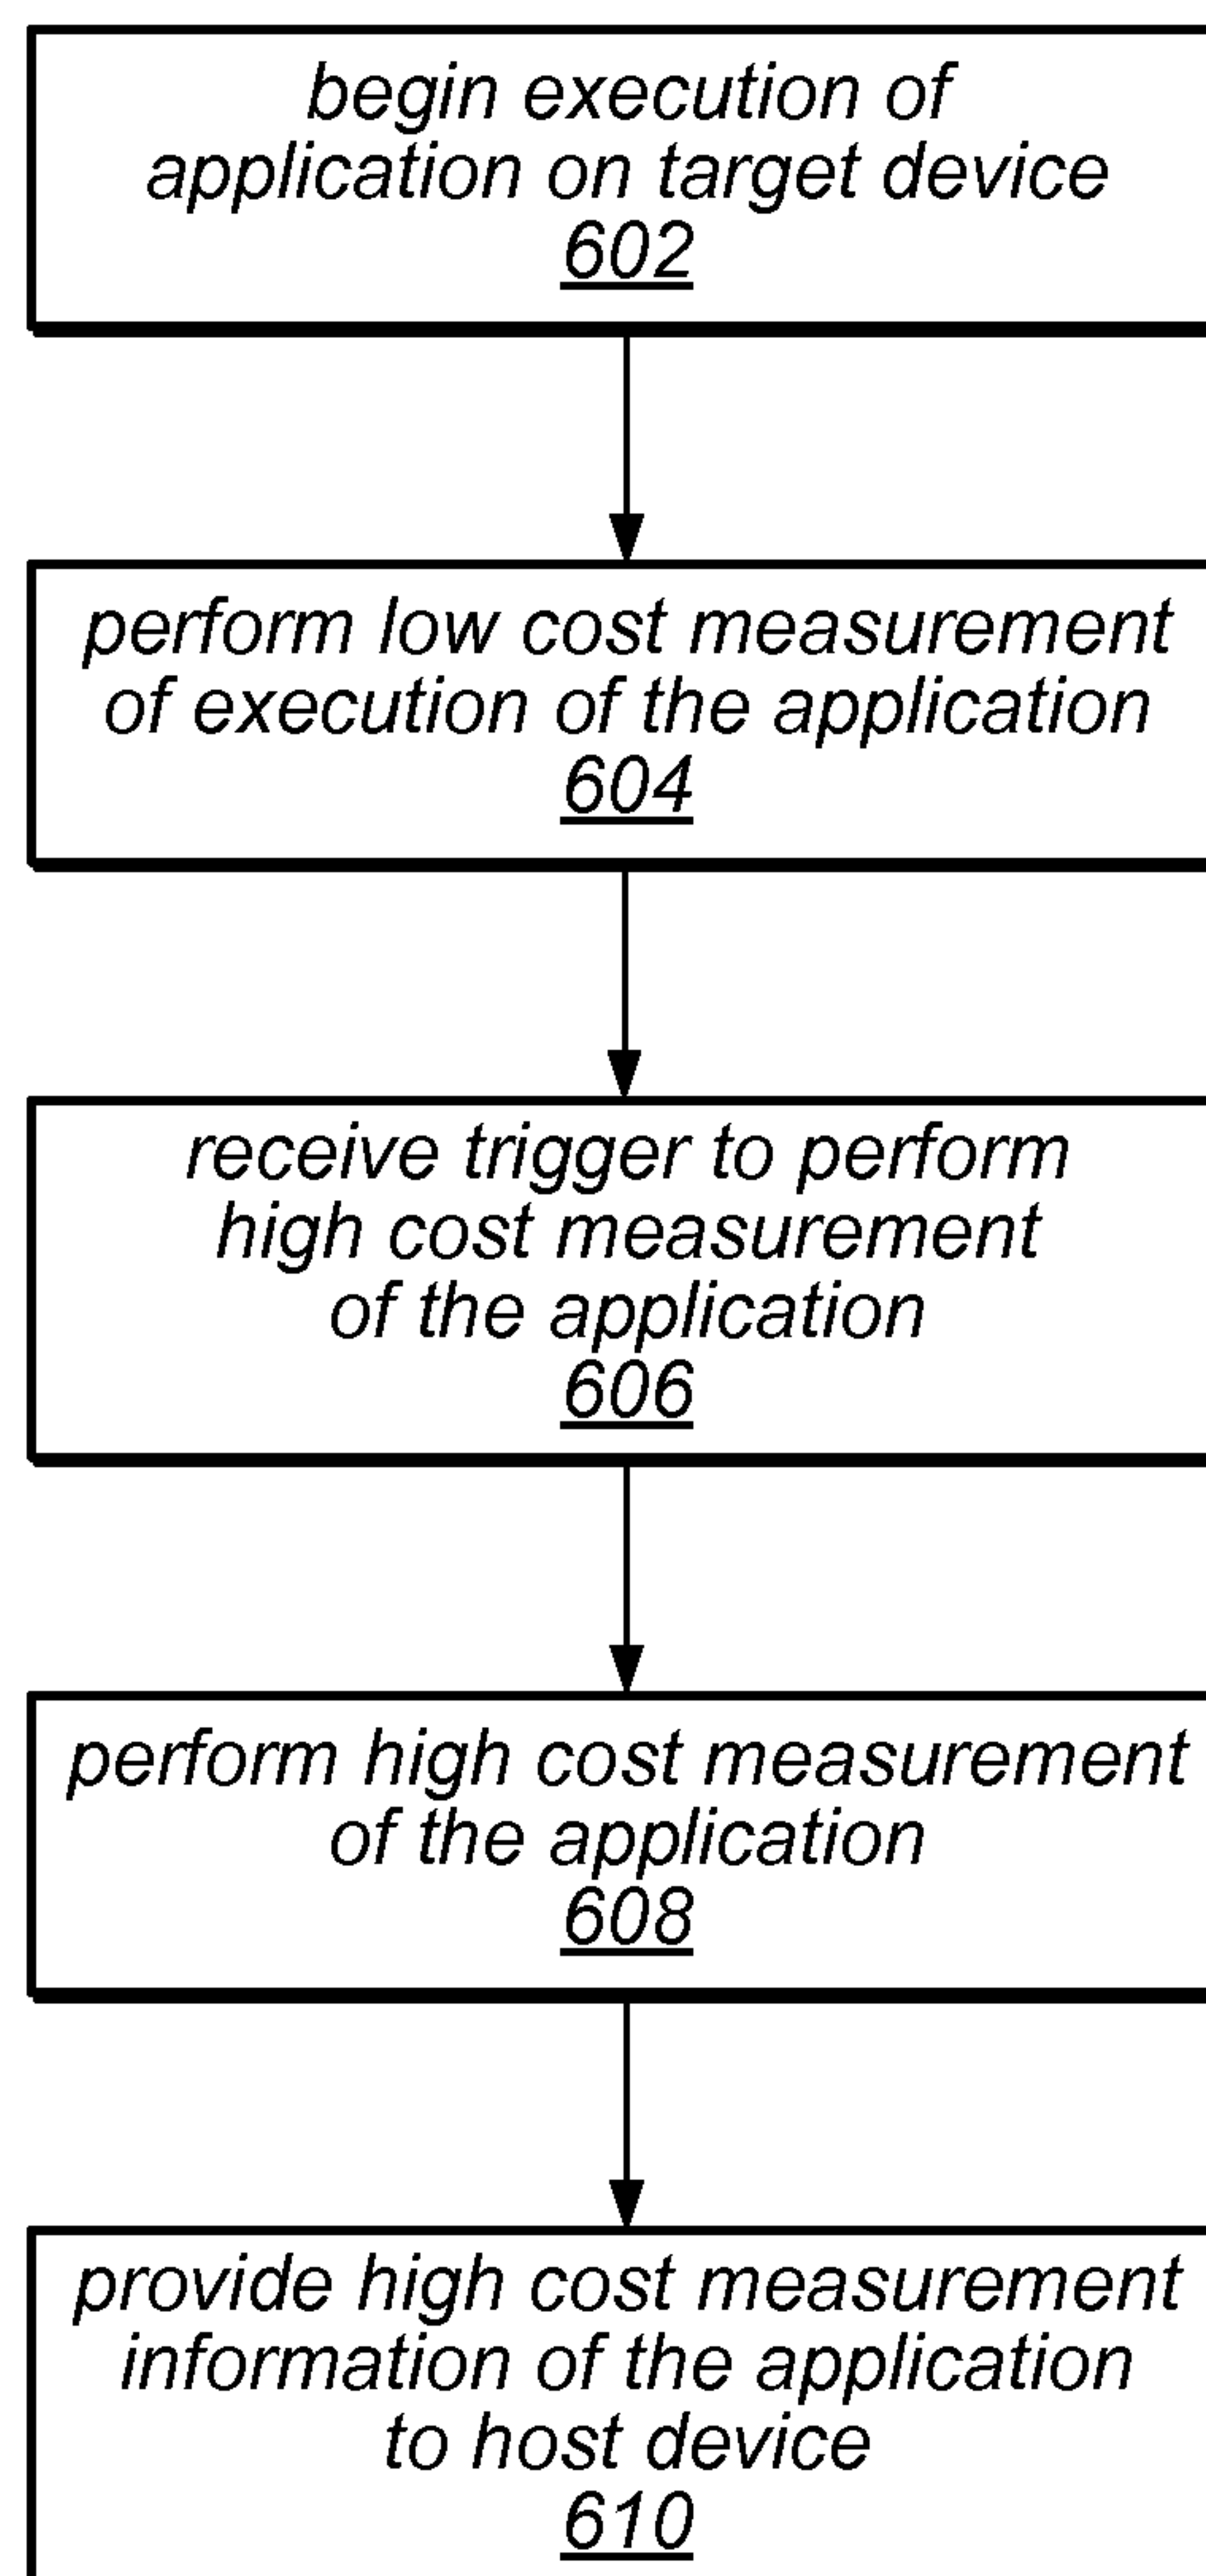 begin execution of
application on target device
602
perform low cost measurement
of execution of the application
604
receive trigger to perform
high cost measurement
of the application
606
perform high cost measurement
of the application
608
provide high cost measurement
information of the application
to host device
610